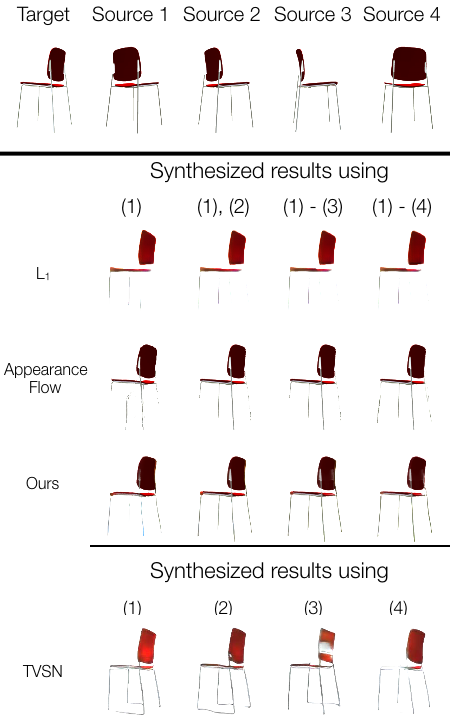 Target Source 1 Source 2 Source 3 Source 4
Synthesized results using
(1) (1), (2) (1) - (3) (1) - (4)
L₁
Appearance
Flow
Ours
Synthesized results using
(1) (2) (3) (4)
TVSN